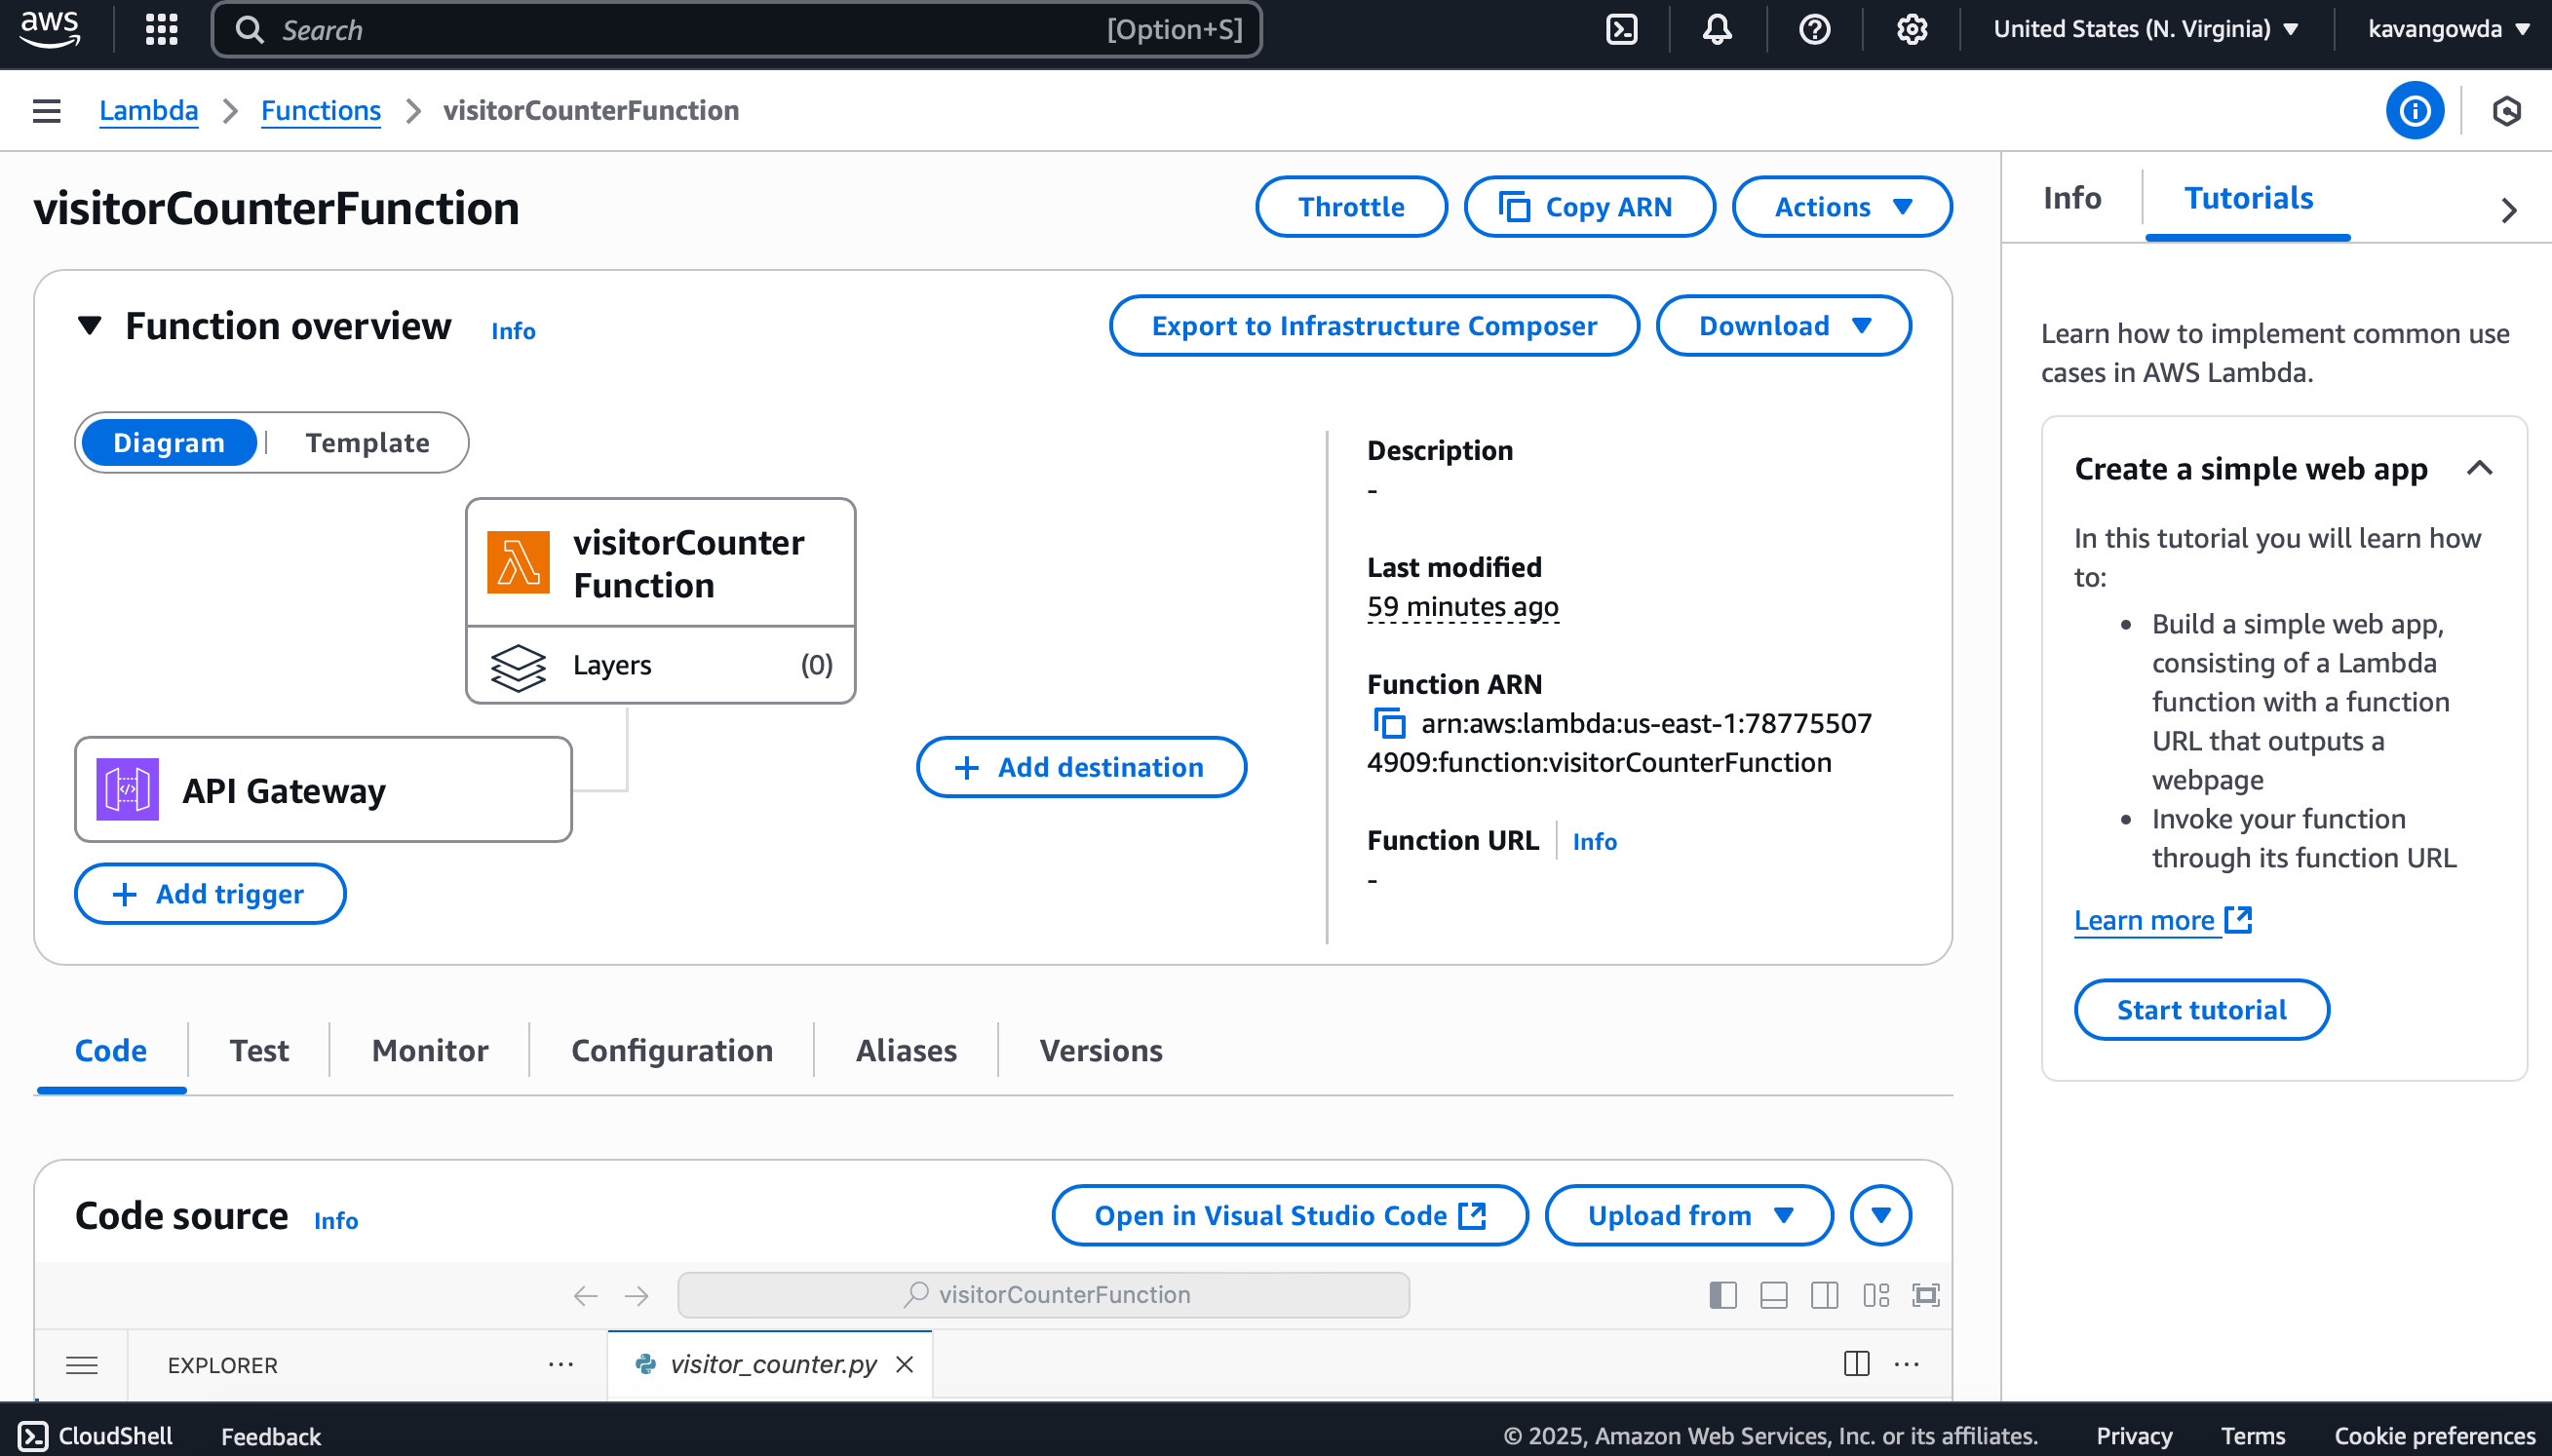 aws
Search
[Option+S]
United States (N. Virginia)
kavangowda
Lambda
Functions
visitorCounterFunction
visitorCounterFunction
Throttle
Copy ARN
Actions
Function overview
Info
Export to Infrastructure Composer
Download
Diagram
Template
visitorCounter
Function
Layers
(0)
API Gateway
Add trigger
Add destination
Description
-
Last modified
59 minutes ago
Function ARN
arn:aws:lambda:us-east-1:78775507
4909:function:visitorCounterFunction
Function URL
Info
-
Code
Test
Monitor
Configuration
Aliases
Versions
Code source
Info
Open in Visual Studio Code
Upload from
visitorCounterFunction
EXPLORER
visitor_counter.py
Info
Tutorials
Learn how to implement common use
cases in AWS Lambda.
Create a simple web app
In this tutorial you will learn how
to:
• Build a simple web app,
consisting of a Lambda
function with a function
URL that outputs a
webpage
• Invoke your function
through its function URL
Learn more
Start tutorial
CloudShell
Feedback
© 2025, Amazon Web Services, Inc. or its affiliates.
Privacy
Terms
Cookie preferences